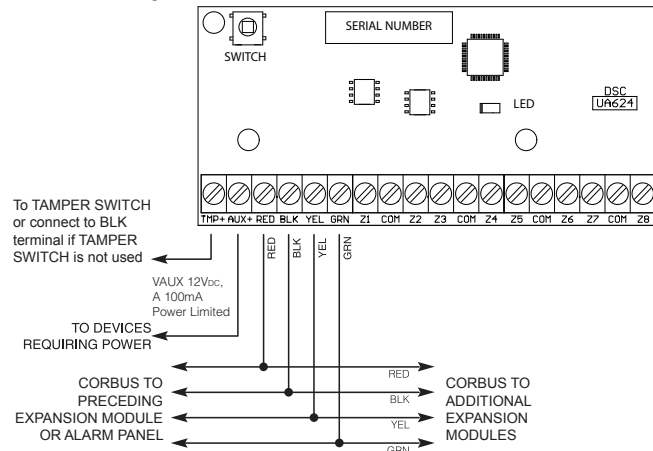 SERIAL NUMBER
SWITCH
LED
DSC
UA624
TMP+ AUX+ RED BLK YEL GRN Z1 COM Z2 Z3 COM Z4 Z5 COM Z6 Z7 COM Z8
To TAMPER SWITCH
or connect to BLK
terminal if TAMPER
SWITCH is not used
RED
BLK
YEL
GRN
VAUX 12VDC,
A 100mA
Power Limited
TO DEVICES
REQUIRING POWER
CORBUS TO
PRECEDING
EXPANSION MODULE
OR ALARM PANEL
RED
BLK
YEL
GRN
CORBUS TO
ADDITIONAL
EXPANSION
MODULES